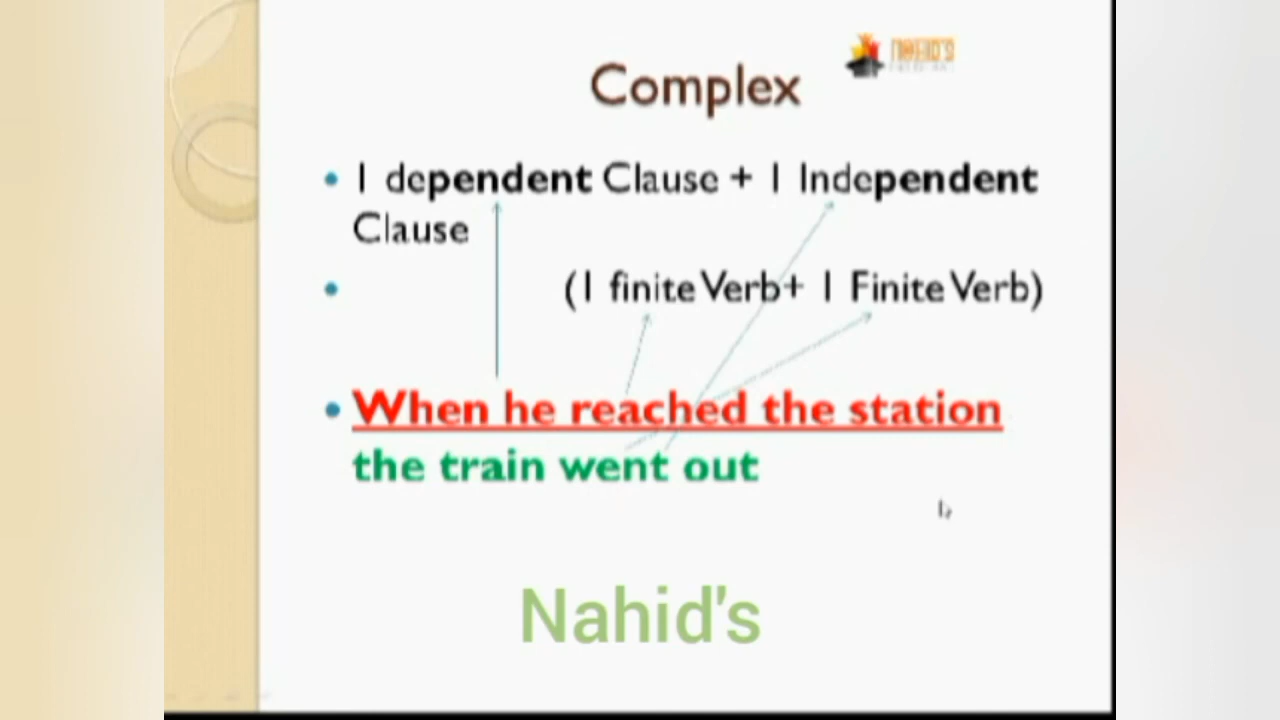 NAHID'S
Complex
• 1 dependent Clause + 1 Independent
Clause
• (1 finite Verb+ 1 Finite Verb)
• When he reached the station
the train went out
Nahid's